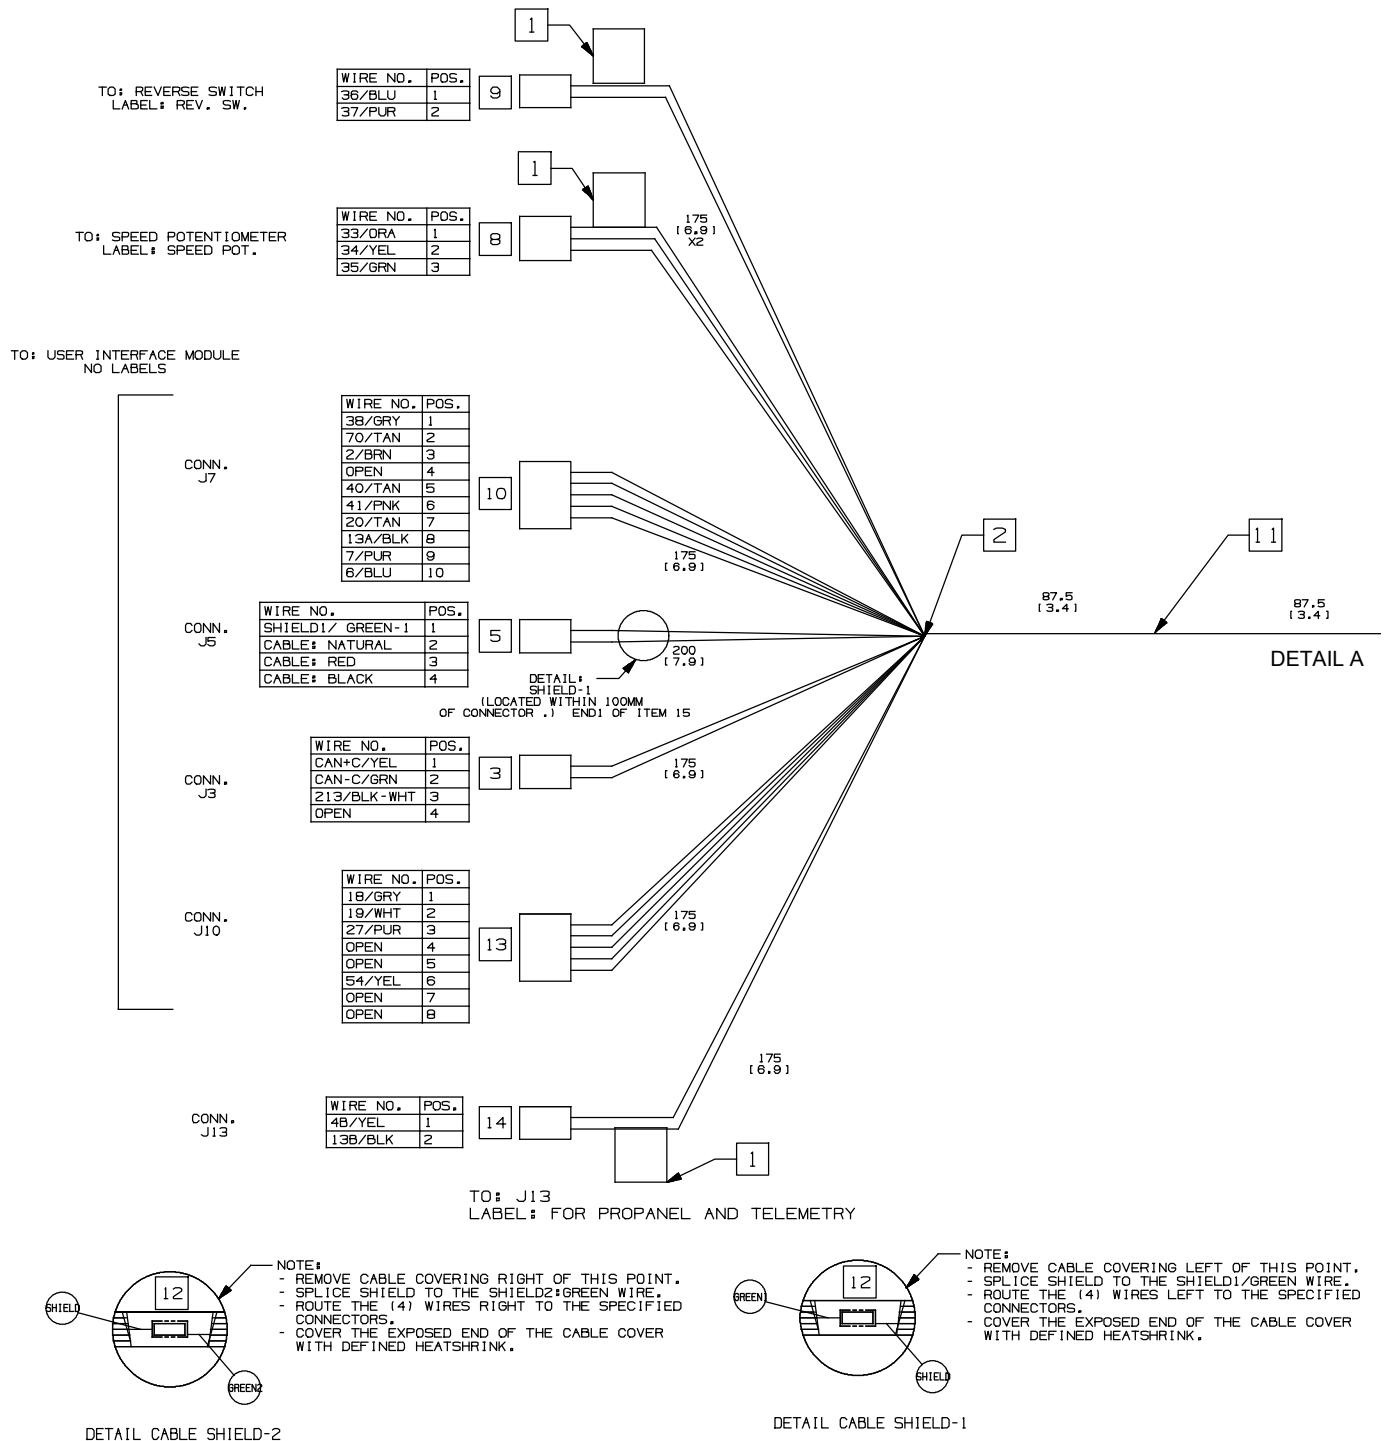 1
TO: REVERSE SWITCH
LABEL: REV. SW.
WIRE NO. POS.
36/BLU 1
37/PUR 2
9
1
TO: SPEED POTENTIOMETER
LABEL: SPEED POT.
WIRE NO. POS.
33/ORA 1
34/YEL 2
35/GRN 3
8
175
[6.9]
X2
TO: USER INTERFACE MODULE
NO LABELS
CONN.
J7
WIRE NO. POS.
38/GRY 1
70/TAN 2
2/BRN 3
OPEN 4
40/TAN 5
41/PNK 6
20/TAN 7
13A/BLK 8
7/PUR 9
6/BLU 10
10
175
[6.9]
2
11
87.5
[3.4]
87.5
[3.4]
DETAIL A
CONN.
J5
WIRE NO. POS.
SHIELD1/ GREEN-1 1
CABLE: NATURAL 2
CABLE: RED 3
CABLE: BLACK 4
5
200
[7.9]
DETAIL:
SHIELD-1
(LOCATED WITHIN 100MM
OF CONNECTOR .) END1 OF ITEM 15
CONN.
J3
WIRE NO. POS.
CAN+C/YEL 1
CAN-C/GRN 2
213/BLK-WHT 3
OPEN 4
3
175
[6.9]
CONN.
J10
WIRE NO. POS.
18/GRY 1
19/WHT 2
27/PUR 3
OPEN 4
OPEN 5
54/YEL 6
OPEN 7
OPEN 8
13
175
[6.9]
175
[6.9]
CONN.
J13
WIRE NO. POS.
4B/YEL 1
13B/BLK 2
14
1
TO: J13
LABEL: FOR PROPANEL AND TELEMETRY
12
SHIELD
GREEN2
NOTE:
- REMOVE CABLE COVERING RIGHT OF THIS POINT.
- SPLICE SHIELD TO THE SHIELD2:GREEN WIRE.
- ROUTE THE (4) WIRES RIGHT TO THE SPECIFIED
CONNECTORS.
- COVER THE EXPOSED END OF THE CABLE COVER
WITH DEFINED HEATSHRINK.
DETAIL CABLE SHIELD-2
12
GREEN1
SHIELD
NOTE:
- REMOVE CABLE COVERING LEFT OF THIS POINT.
- SPLICE SHIELD TO THE SHIELD1/GREEN WIRE.
- ROUTE THE (4) WIRES LEFT TO THE SPECIFIED
CONNECTORS.
- COVER THE EXPOSED END OF THE CABLE COVER
WITH DEFINED HEATSHRINK.
DETAIL CABLE SHIELD-1